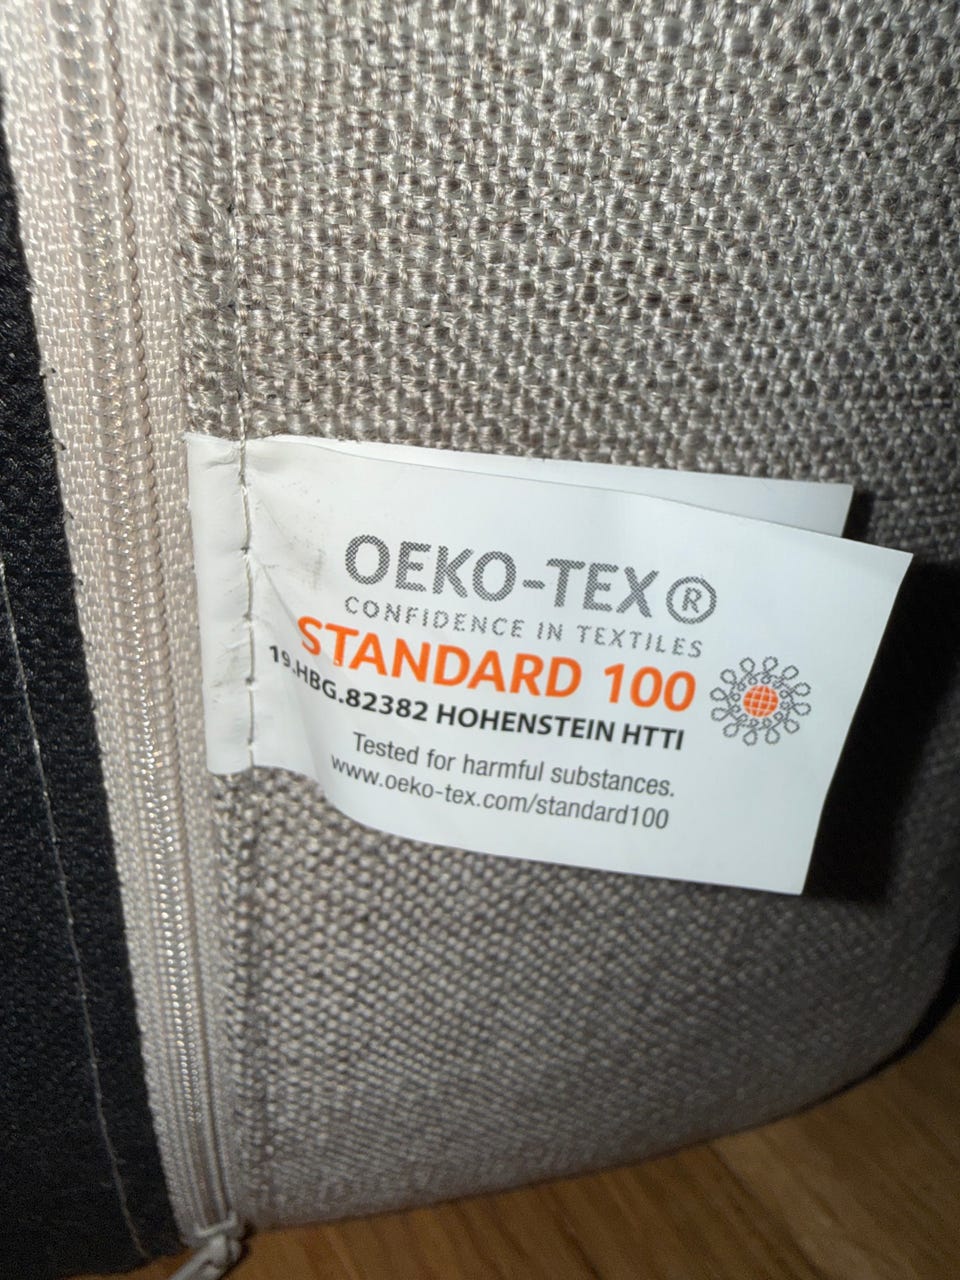 OEKO-TEX®
CONFIDENCE IN TEXTILES
STANDARD 100
19.HBG.82382 HOHENSTEIN HTTI
Tested for harmful substances.
www.oeko-tex.com/standard100